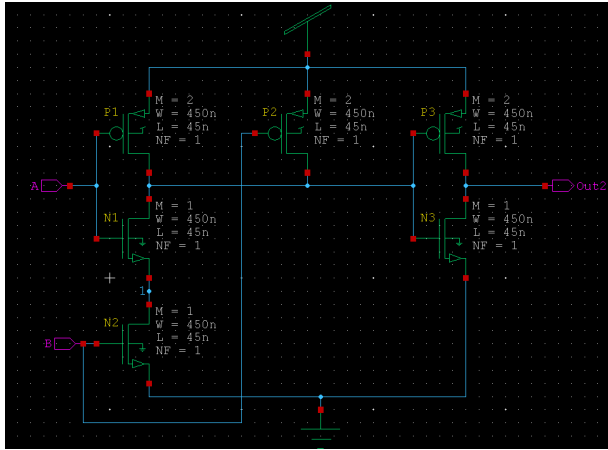 P1
M = 2
W = 450n
L = 45n
NF = 1
P2
M = 2
W = 450n
L = 45n
NF = 1
P3
M = 2
W = 450n
L = 45n
NF = 1
A
Out2
N1
M = 1
W = 450n
L = 45n
NF = 1
N3
M = 1
W = 450n
L = 45n
NF = 1
1
N2
M = 1
W = 450n
L = 45n
NF = 1
B